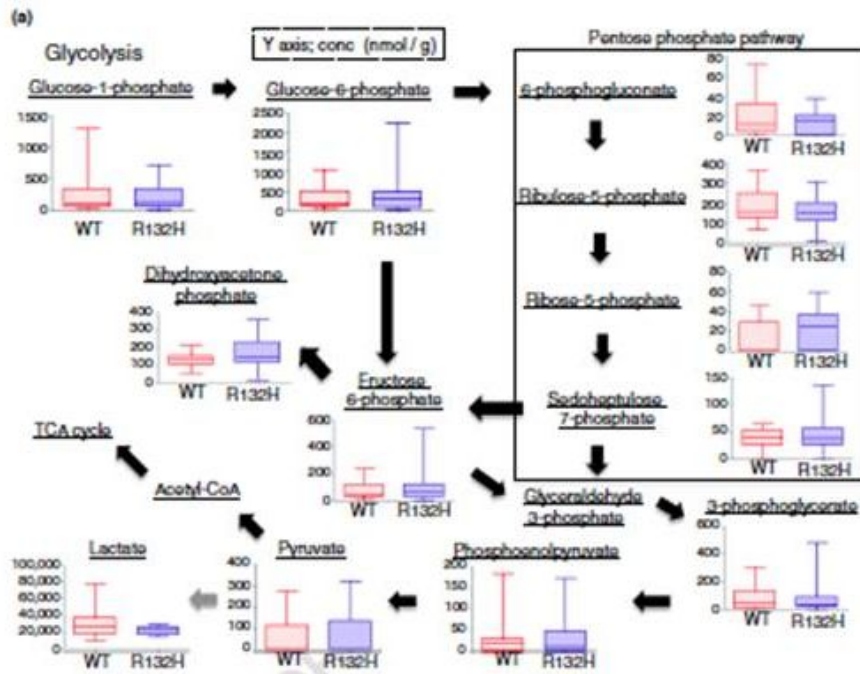 (a)
Glycolysis
Y axis; conc (nmol / g)
Pentose phosphate pathway
Glucose-1-phosphate
1500
1000
500
0
WT R132H
Glucose-6-phosphate
2500
2000
1500
1000
500
0
WT R132H
6-phosphogluconate
80
60
40
20
0
WT R132H
Ribulose-5-phosphate
400
300
200
100
0
WT R132H
Ribose-5-phosphate
80
60
40
20
0
WT R132H
Sedoheptulose
7-phosphate
150
100
50
0
WT R132H
Dihydroxyacetone
phosphate
400
300
200
100
0
WT R132H
Fructose
6-phosphate
600
400
200
0
WT R132H
TCA cycle
Acetyl-CoA
Glyceraldehyde
3-phosphate
3-phosphoglycerate
600
400
200
0
WT R132H
Lactate
100,000
80,000
60,000
40,000
30,000
20,000
0
WT R132H
Pyruvate
400
300
200
100
0
WT R132H
Phosphoenolpyruvate
200
150
100
50
0
WT R132H